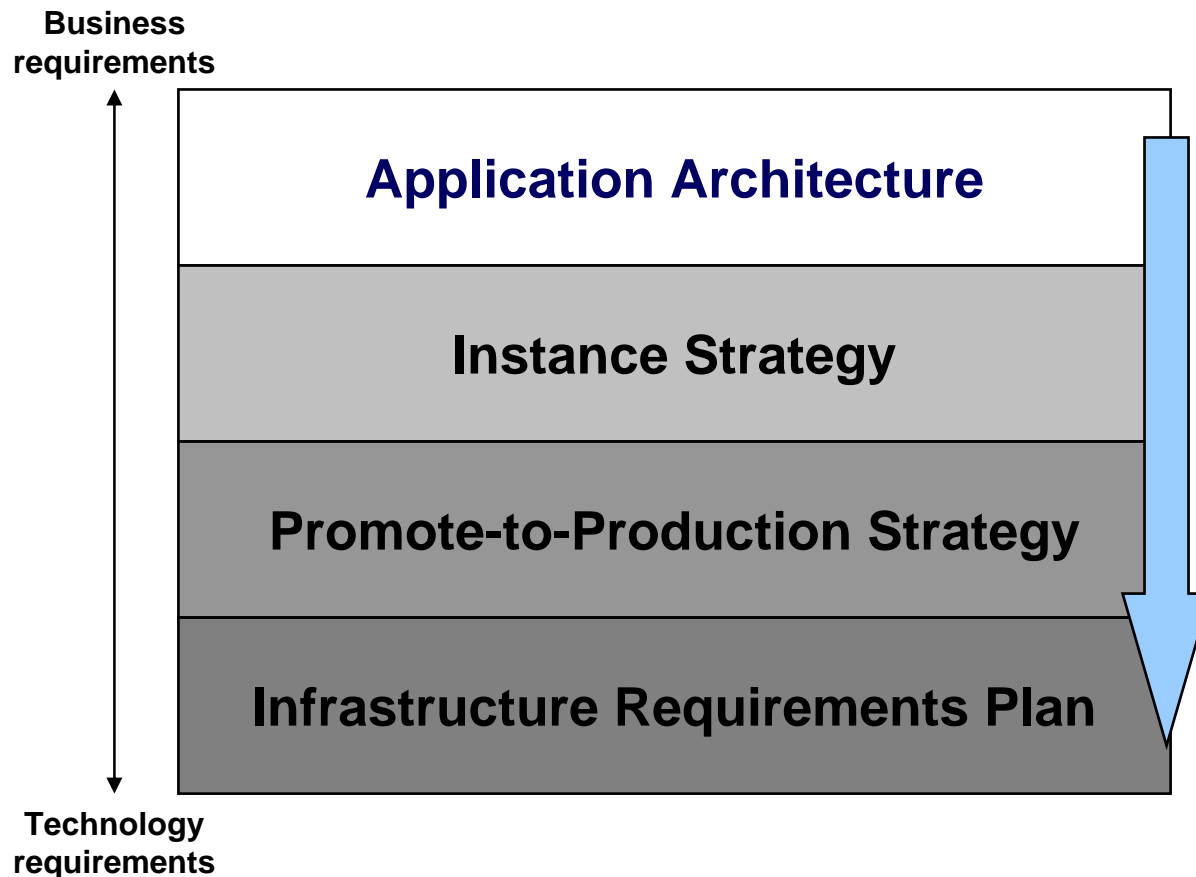 Business
requirements
Application Architecture
Instance Strategy
Promote-to-Production Strategy
Infrastructure Requirements Plan
Technology
requirements